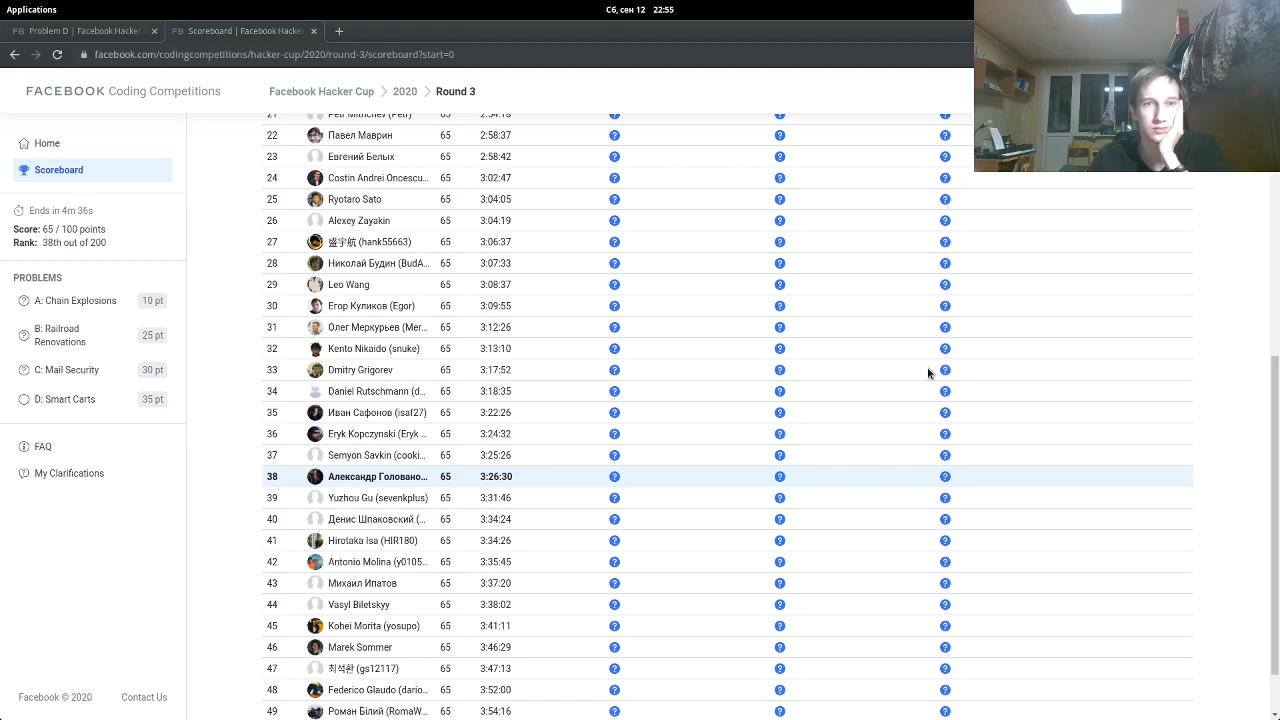 Applications
Сб, сен 12 22:55
Problem D | Facebook Hacker
Scoreboard | Facebook Hacke
facebook.com/codingcompetitions/hacker-cup/2020/round-3/scoreboard?start=0
FACEBOOK Coding Competitions
Facebook Hacker Cup > 2020 > Round 3
Home
Scoreboard
Ends in 4m 36s
Score: 65 / 100 points
Rank: 38th out of 200
PROBLEMS
A: Chain Explosions 10 pt
B: Railroad
Renovations 25 pt
C: Mail Security 30 pt
D: Smart Carts 35 pt
FAQ
My Clarifications
Facebook © 2020 Contact Us
21 Petr Mitrichev (Petr) 65 2:54:18
22 Павел Маврин 65 2:58:37
23 Евгений Белых 65 2:58:42
24 Costin Andrei Oncescu... 65 3:02:47
25 Ryotaro Sato 65 3:04:05
26 Alexey Zayakin 65 3:04:19
27 盛宇航 (hank55663) 65 3:06:37
28 Николай Будин (BudA... 65 3:07:33
29 Leo Wang 65 3:08:37
30 Егор Куликов (Egor) 65 3:09:55
31 Олег Меркурьев (Mer... 65 3:12:26
32 Kento Nikaido (snuke) 65 3:13:10
33 Dmitry Grigorev 65 3:17:52
34 Daniel Rutschmann (d... 65 3:18:35
35 Иван Сафонов (isaf27) 65 3:22:26
36 Eryk Kopczynski (Eryk ... 65 3:24:32
37 Semyon Savkin (cooki... 65 3:25:26
38 Александр Головано... 65 3:26:30
39 Yuzhou Gu (sevenkplus) 65 3:31:46
40 Денис Шпаковский (... 65 3:34:24
41 Hirotaka Isa (HIR180) 65 3:34:26
42 Antonio Molina (y0105... 65 3:35:45
43 Михаил Ипатов 65 3:37:20
44 Vasyl Biletskyy 65 3:38:02
45 Kohei Morita (yosupo) 65 3:41:11
46 Marek Sommer 65 3:46:29
47 최석환 (gs12117) 65 3:47:13
48 Federico Glaudo (dario... 65 3:52:00
49 Роман Білий (RomaW... 65 3:54:16